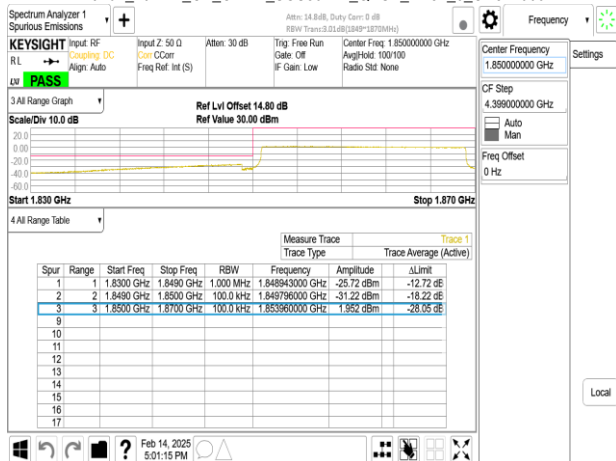 Spectrum Analyzer 1
Spurious Emissions
Attn: 14.8dB, Duty Corr: 0 dB
RBW Trans:3.01dB(1849~1870MHz)
Frequency
KEYSIGHT
RL
PASS
Input: RF
Coupling: DC
Align: Auto
Input Z: 50 Ω
Corr CCorr
Freq Ref: Int (S)
Atten: 30 dB
Trig: Free Run
Gate: Off
IF Gain: Low
Center Freq: 1.850000000 GHz
Avg|Hold: 100/100
Radio Std: None
Center Frequency
1.850000000 GHz
Settings
CF Step
4.399000000 GHz
Auto
Man
Freq Offset
0 Hz
3 All Range Graph
Scale/Div 10.0 dB
Ref Lvl Offset 14.80 dB
Ref Value 30.00 dBm
20.0
0.00
-20.0
-40.0
-60.0
Start 1.830 GHz
Stop 1.870 GHz
4 All Range Table
Measure Trace Trace 1
Trace Type Trace Average (Active)
Spur Range Start Freq Stop Freq RBW Frequency Amplitude ΔLimit
1 1 1.8300 GHz 1.8490 GHz 1.000 MHz 1.848943000 GHz -25.72 dBm -12.72 dB
2 2 1.8490 GHz 1.8500 GHz 100.0 kHz 1.849796000 GHz -31.22 dBm -18.22 dB
3 3 1.8500 GHz 1.8700 GHz 100.0 kHz 1.853960000 GHz 1.952 dBm -28.05 dB
9
10
11
12
13
14
15
16
17
Local
?
Feb 14, 2025
5:01:15 PM